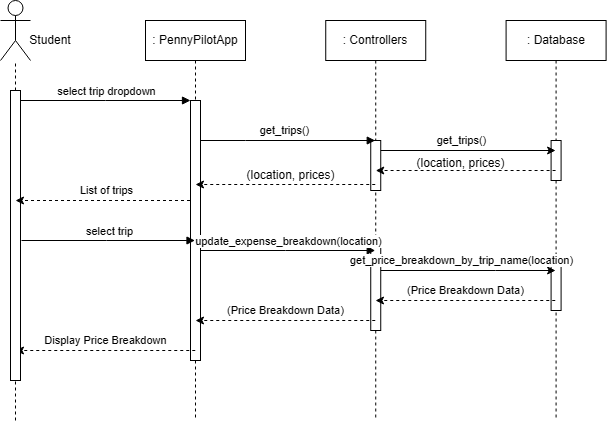 Student
: PennyPilotApp
: Controllers
: Database
select trip dropdown
get_trips()
get_trips()
(location, prices)
(location, prices)
List of trips
select trip
update_expense_breakdown(location)
get_price_breakdown_by_trip_name(location)
(Price Breakdown Data)
(Price Breakdown Data)
Display Price Breakdown